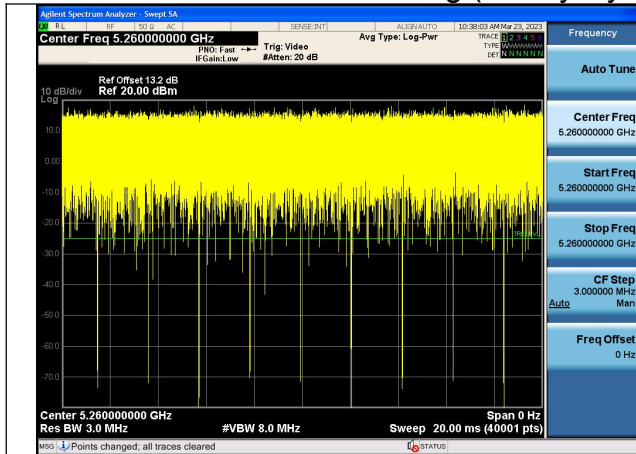 Agilent Spectrum Analyzer - Swept SA
LXI RL RF 50 Ω AC SENSE:INT ALIGN AUTO 10:38:03 AM Mar 23, 2023
Center Freq 5.260000000 GHz
PNO: Fast
IFGain:Low
Trig: Video
#Atten: 20 dB
Avg Type: Log-Pwr
TRACE 1 2 3 4 5 6
TYPE WWWWWW
DET N N N N N N
Ref Offset 13.2 dB
10 dB/div Ref 20.00 dBm
Log
10.0
0.00
-10.0
-20.0
-30.0
-40.0
-50.0
-60.0
-70.0
Center 5.260000000 GHz Span 0 Hz
Res BW 3.0 MHz #VBW 8.0 MHz Sweep 20.00 ms (40001 pts)
MSG Points changed; all traces cleared STATUS
Frequency
Auto Tune
Center Freq
5.260000000 GHz
Start Freq
5.260000000 GHz
Stop Freq
5.260000000 GHz
CF Step
3.000000 MHz
Auto Man
Freq Offset
0 Hz